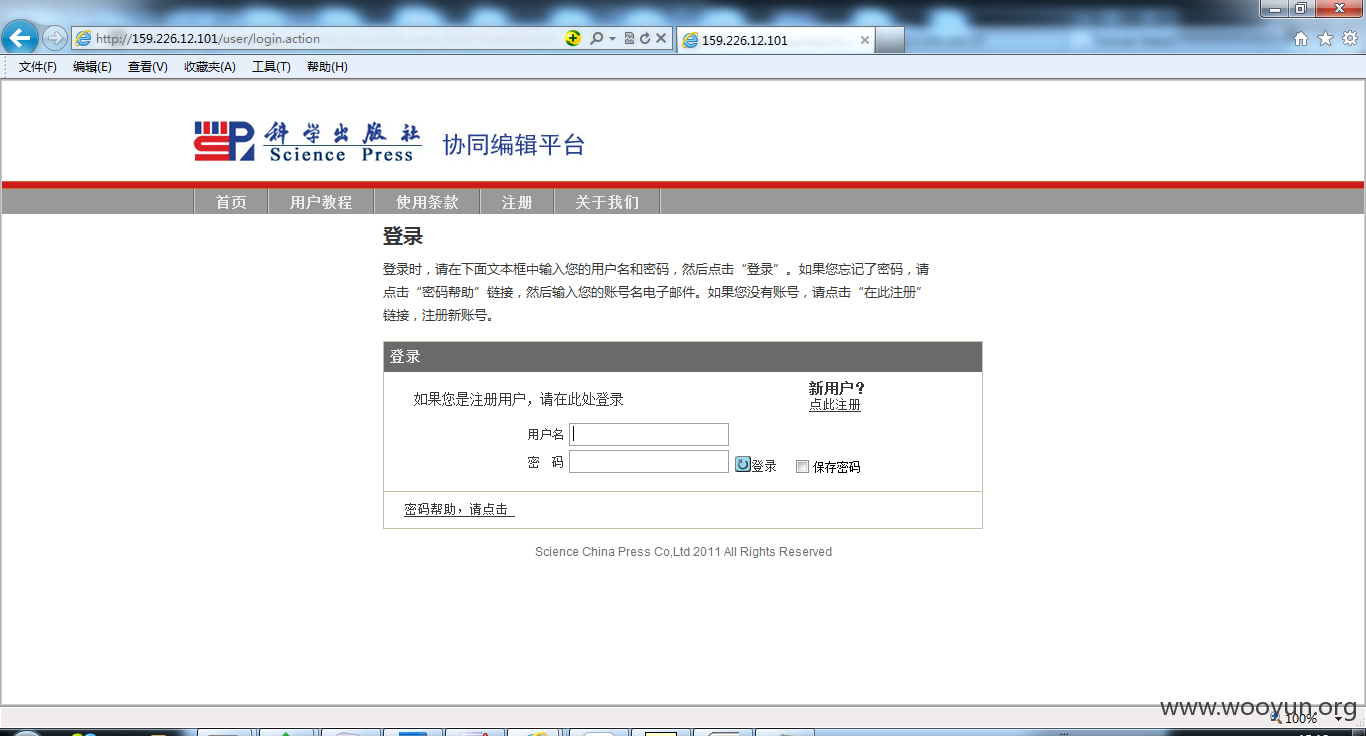 http://159.226.12.101/user/login.action
159.226.12.101
文件(F) 编辑(E) 查看(V) 收藏夹(A) 工具(T) 帮助(H)
科学出版社
Science Press
协同编辑平台
首页 用户教程 使用条款 注册 关于我们
登录
登录时，请在下面文本框中输入您的用户名和密码，然后点击“登录”。如果您忘记了密码，请
点击“密码帮助”链接，然后输入您的账号名电子邮件。如果您没有账号，请点击“在此注册”
链接，注册新账号。
登录
如果您是注册用户，请在此处登录
新用户？
点此注册
用户名
密 码
登录
保存密码
密码帮助，请点击
Science China Press Co,Ltd 2011 All Rights Reserved
www.wooyun.org
100%